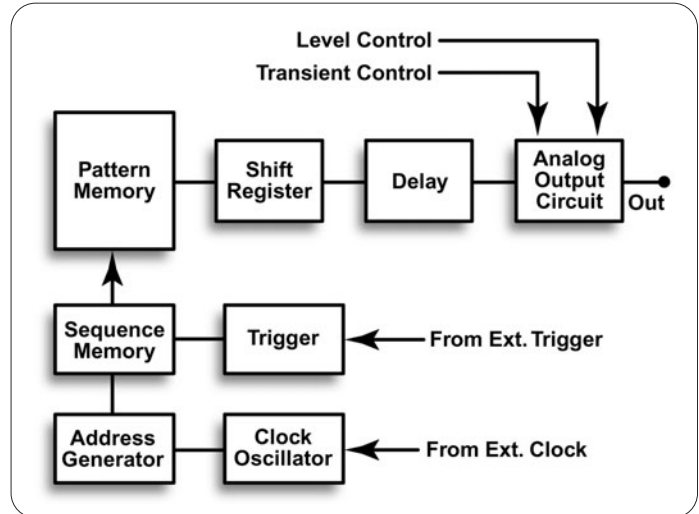 Level Control
Transient Control
Pattern
Memory
Shift
Register
Delay
Analog
Output
Circuit
Out
Sequence
Memory
Trigger
From Ext. Trigger
Address
Generator
Clock
Oscillator
From Ext. Clock